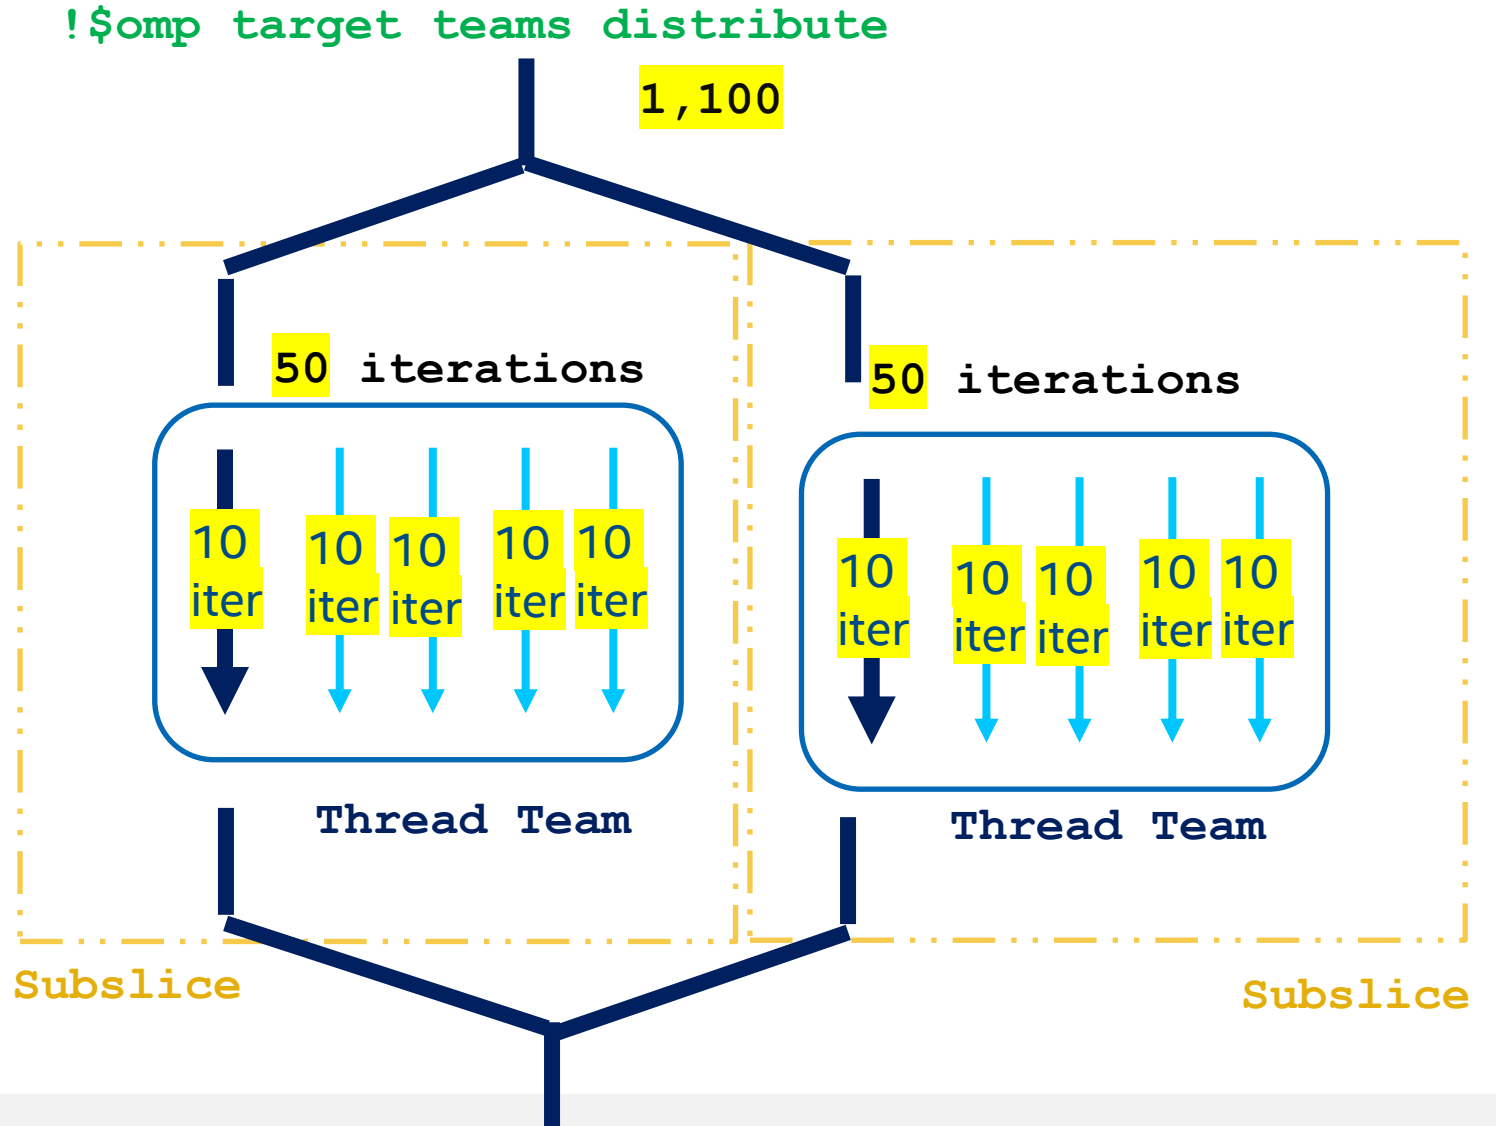 !$omp target teams distribute
1,100
50 iterations
50 iterations
10 10 10 10 10
iter iter iter iter iter
10 10 10 10 10
iter iter iter iter iter
Thread Team
Thread Team
Subslice
Subslice